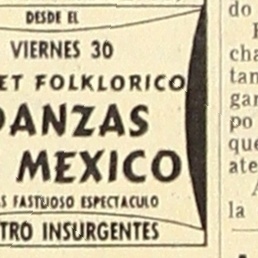 DESDE EL
VIERNES 30
ET FOLKLORICO
DANZAS
MEXICO
S FASTUOSO ESPECTACULO
TRO INSURGENTES
do
cha
tan
gar
po
que
ate
la